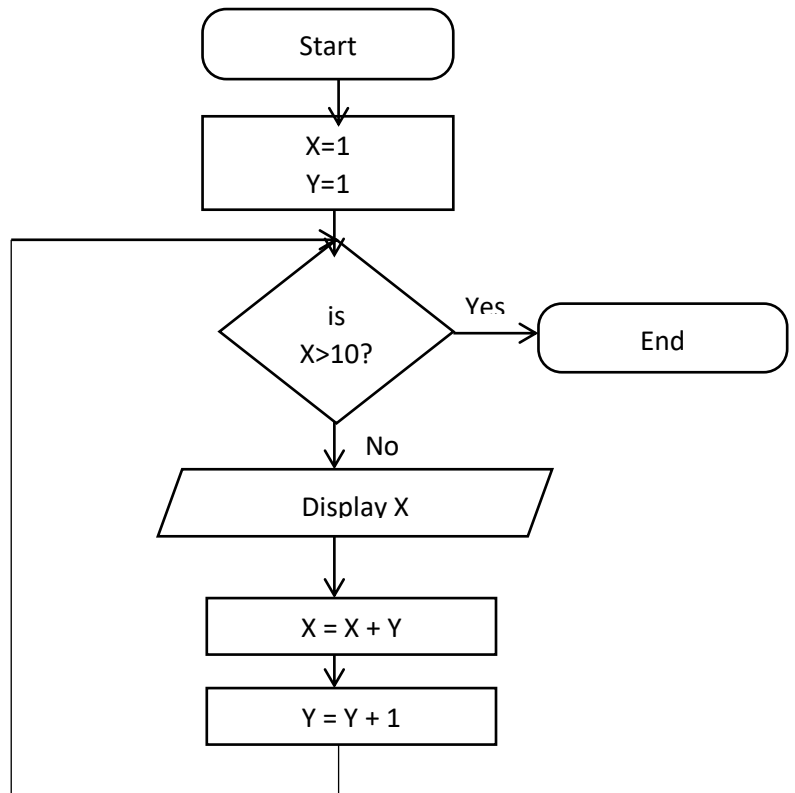 Start
X=1
Y=1
is
X>10?
Yes
End
No
Display X
X = X + Y
Y = Y + 1